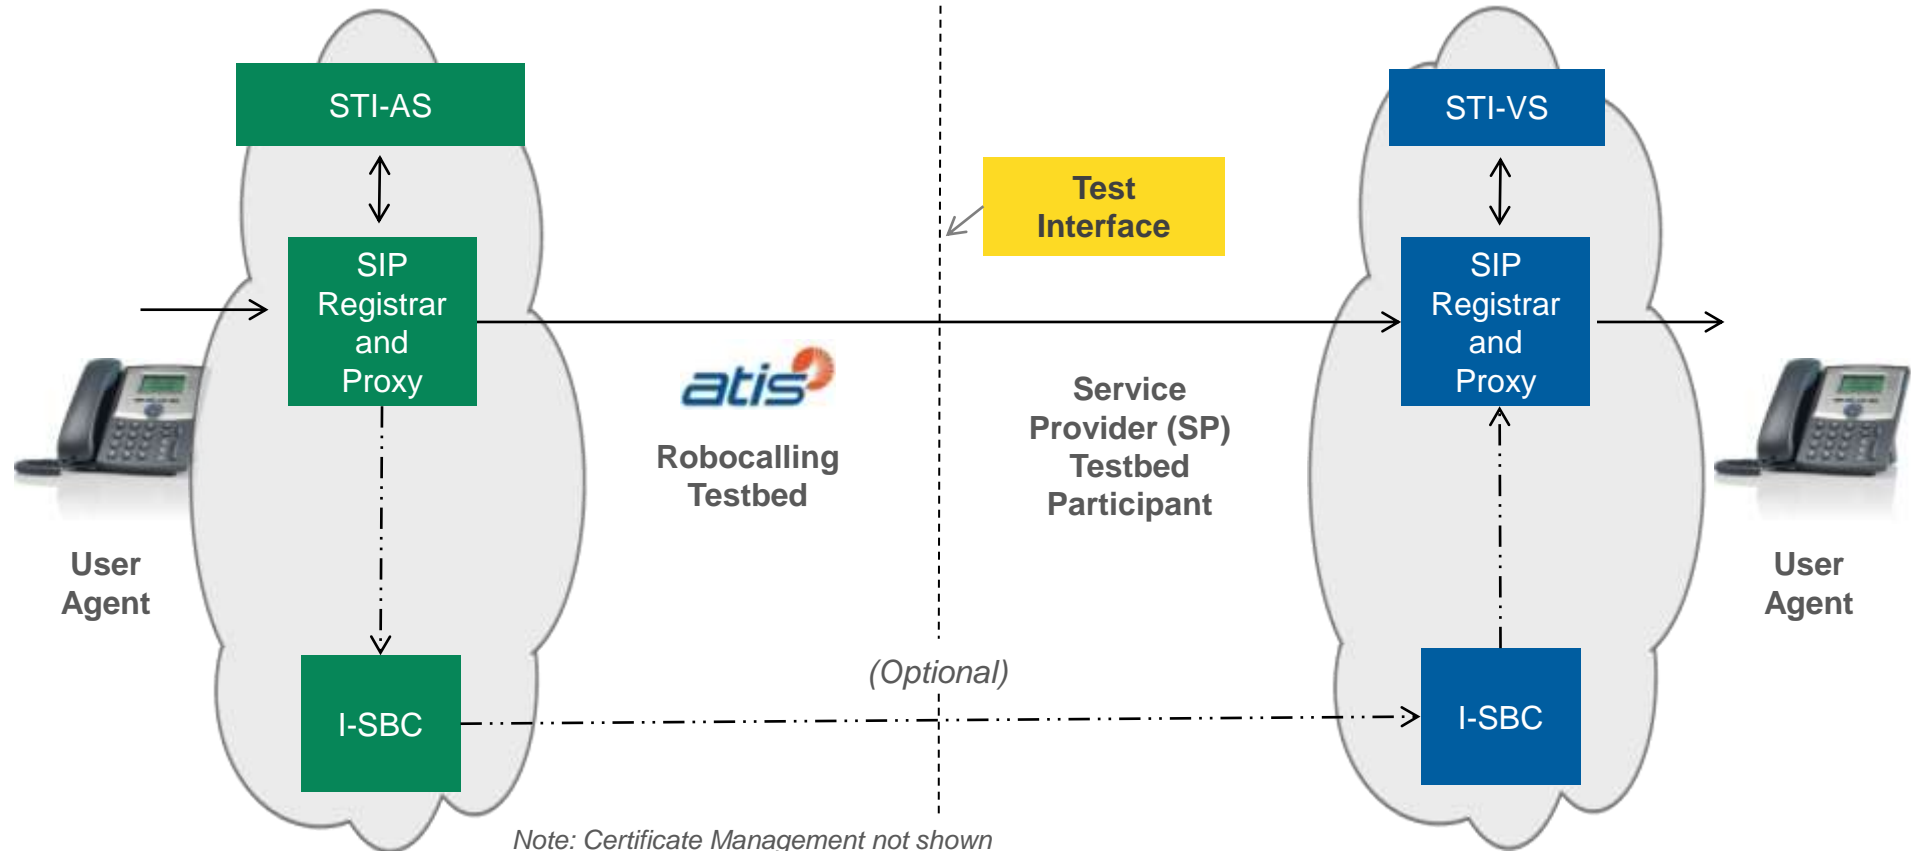 STI-AS
STI-VS
Test
Interface
SIP
Registrar
and
Proxy
SIP
Registrar
and
Proxy
atis
Robocalling
Testbed
Service
Provider (SP)
Testbed
Participant
User
Agent
User
Agent
(Optional)
I-SBC
I-SBC
Note: Certificate Management not shown